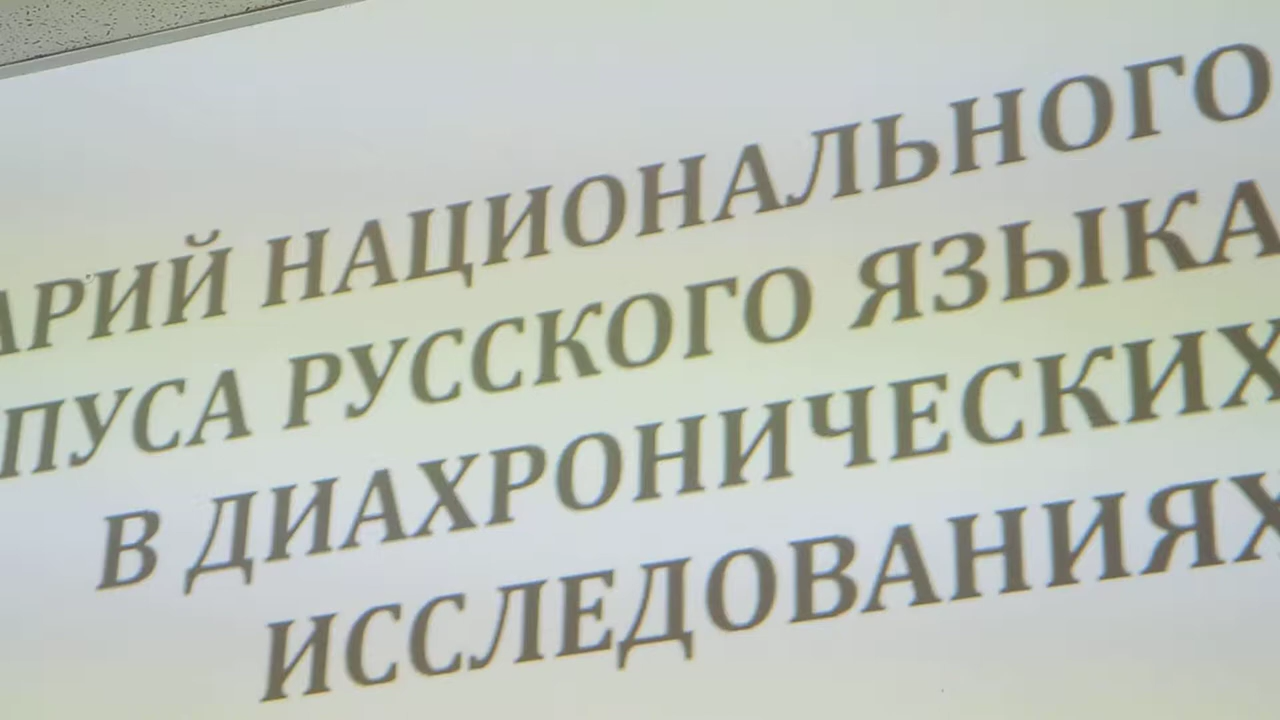 АРИЙ НАЦИОНАЛЬНОГО
ПУСА РУССКОГО ЯЗЫКА
В ДИАХРОНИЧЕСКИХ
ИССЛЕДОВАНИЯХ